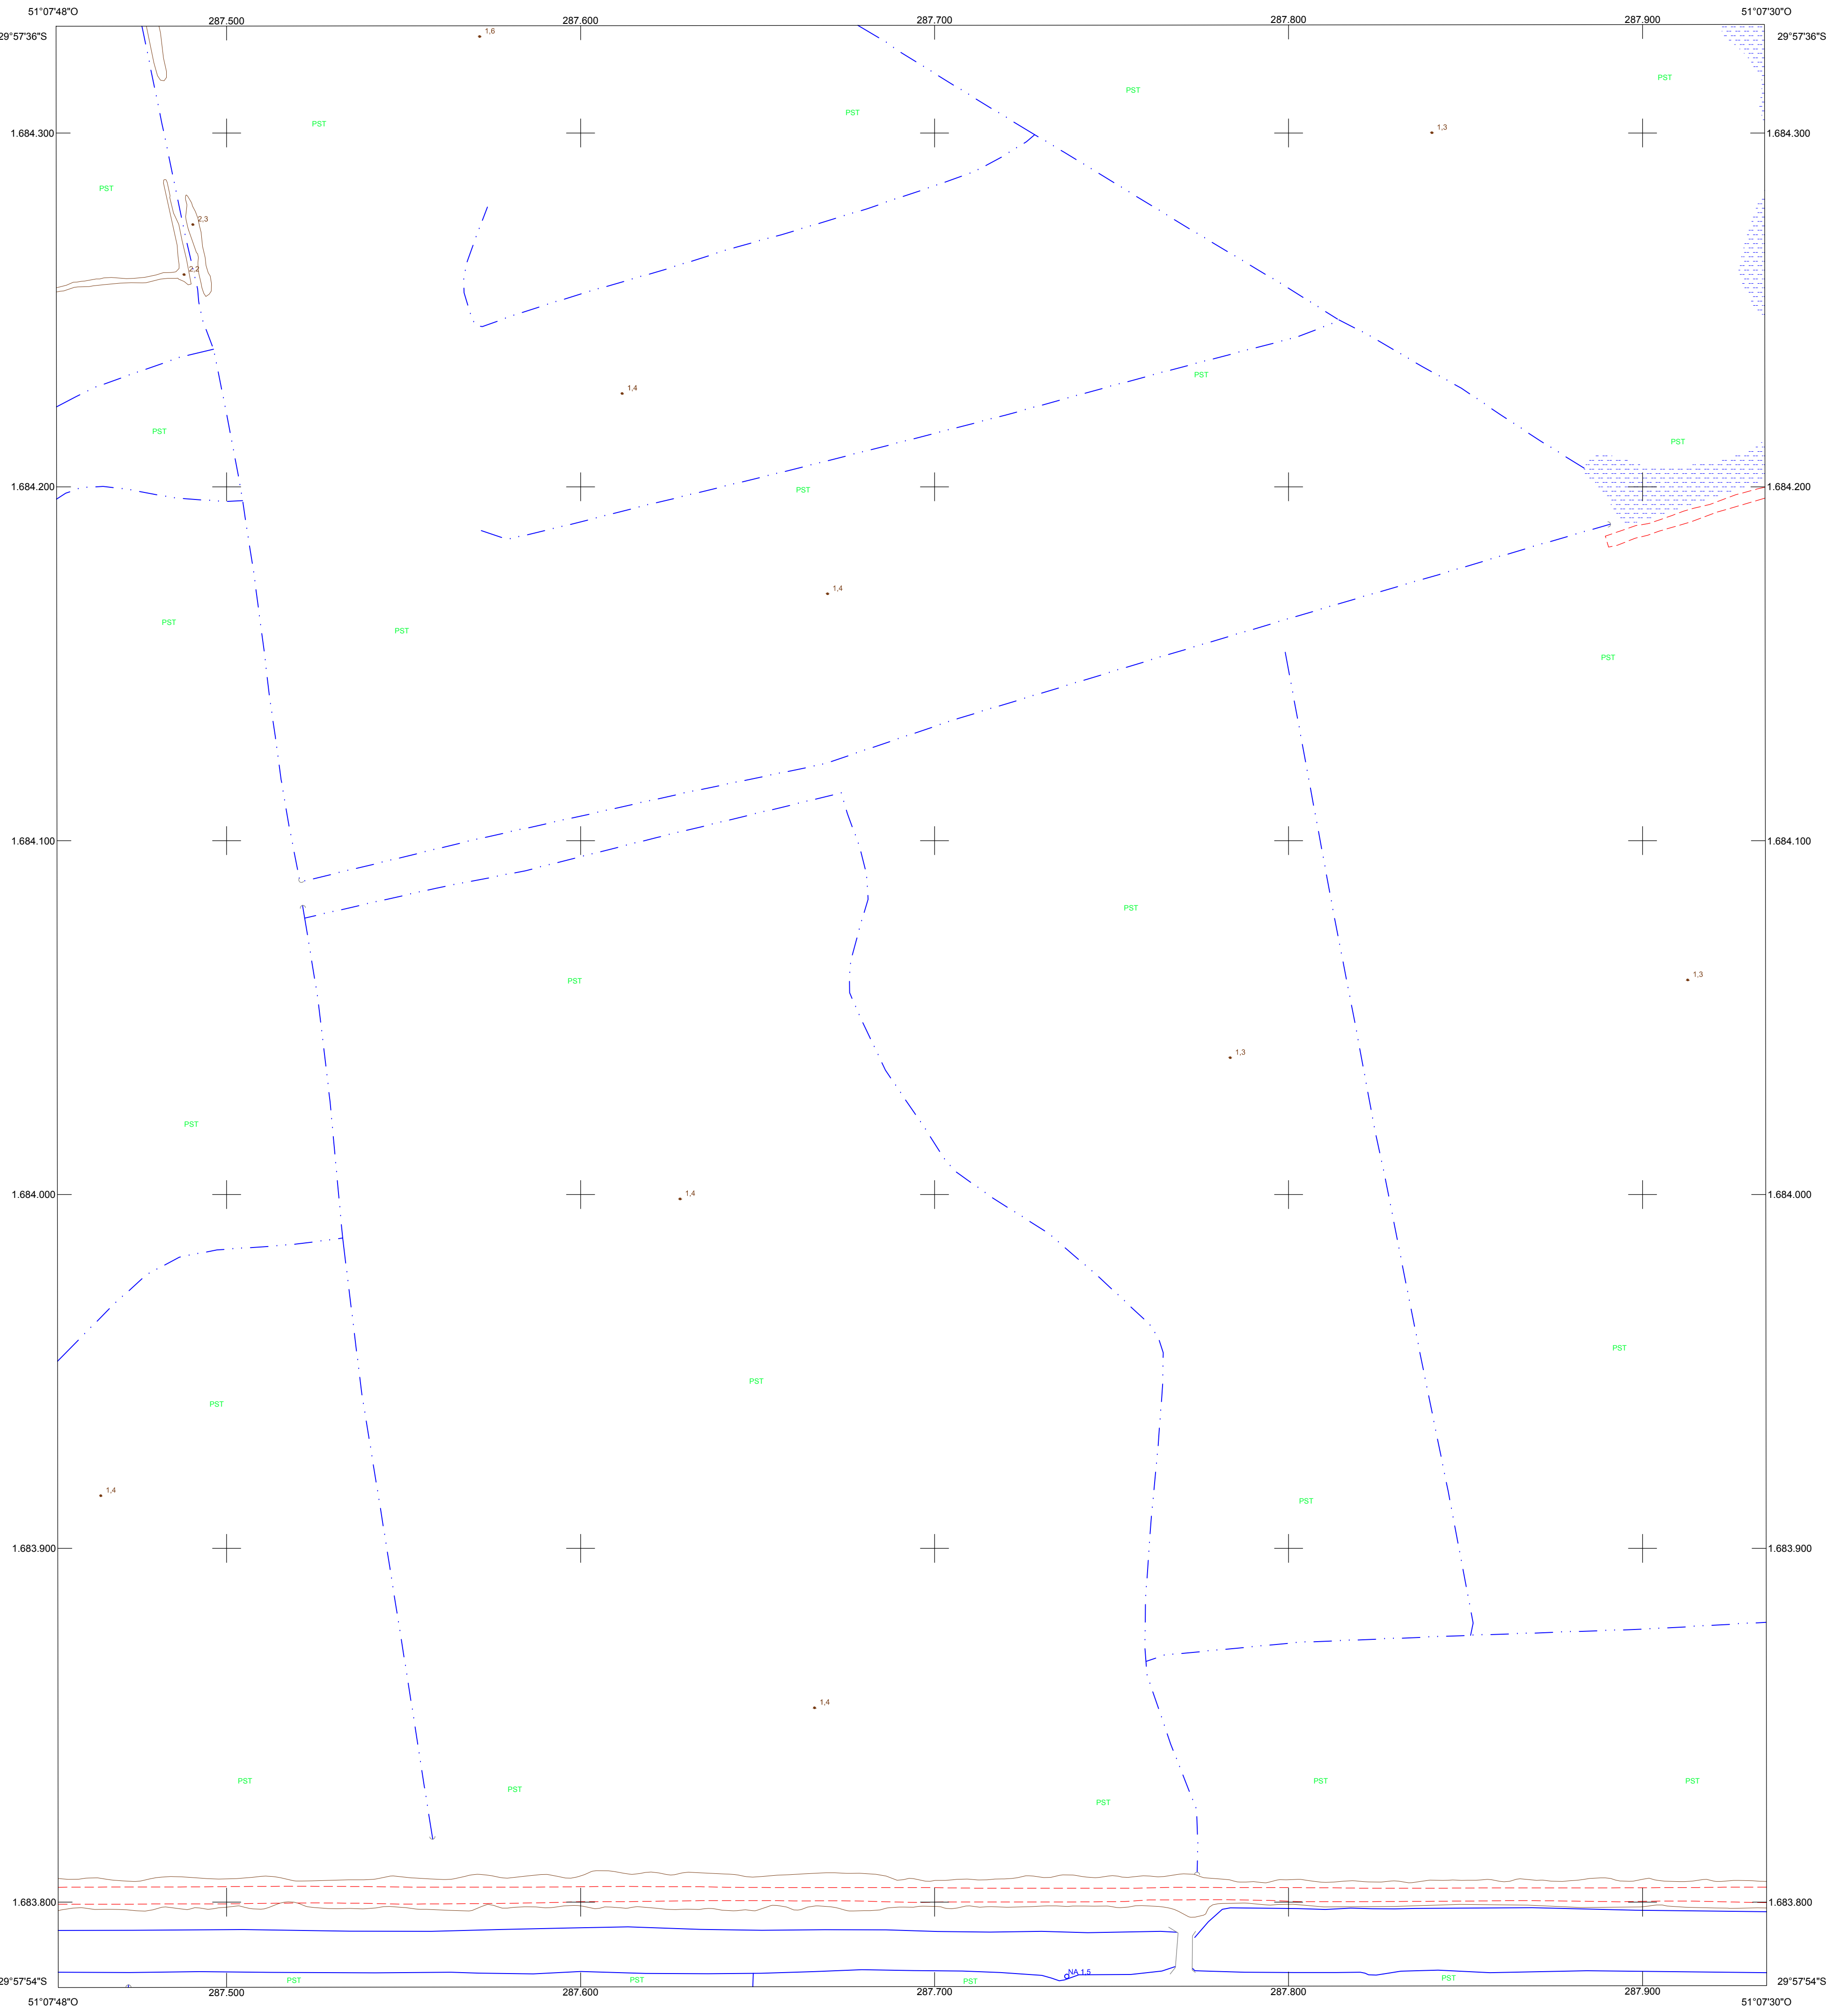 51°07'48"O
287.500
287.600
287.700
287.800
287.900
51°07'30"O
29°57'36"S
1,6
29°57'36"S
PST
PST
PST
PST
1.684.300
1,3
1.684.300
PST
2,3
2,2
PST
1,4
PST
PST
1.684.200
PST
1.684.200
1,4
PST
PST
PST
1.684.100
1.684.100
PST
PST
1,3
1,3
PST
1.684.000
1,4
1.684.000
PST
PST
PST
1,4
PST
1.683.900
1.683.900
1,4
PST
PST
PST
PST
PST
1.683.800
1.683.800
NA 1,5
29°57'54"S
PST
PST
PST
PST
29°57'54"S
51°07'48"O
287.500
287.600
287.700
287.800
287.900
51°07'30"O